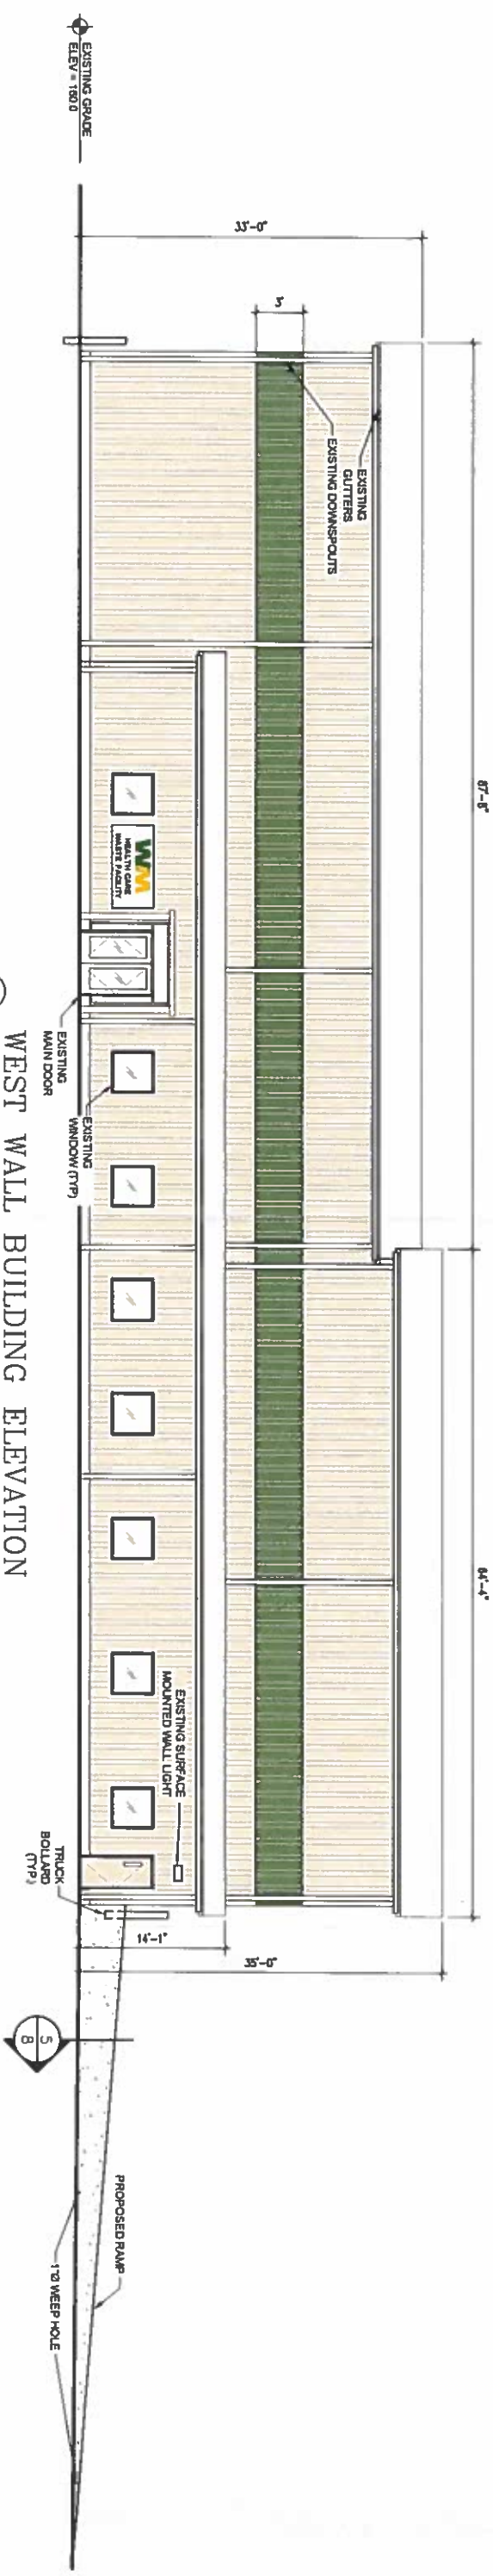 EXISTING GRADE
ELEV = 160.0
33'-0"
5'
87'-8"
64'-4"
EXISTING
GUTTERS
EXISTING DOWNSPOUTS
WM
HEALTH CARE
WASTE FACILITY
EXISTING
MAIN DOOR
EXISTING
WINDOW (TYP)
EXISTING SURFACE
MOUNTED WALL LIGHT
TRUCK
BOLLARD
(TYP.)
14'-1"
35'-0"
5
8
PROPOSED RAMP
1"Ø WEEP HOLE
WEST WALL BUILDING ELEVATION